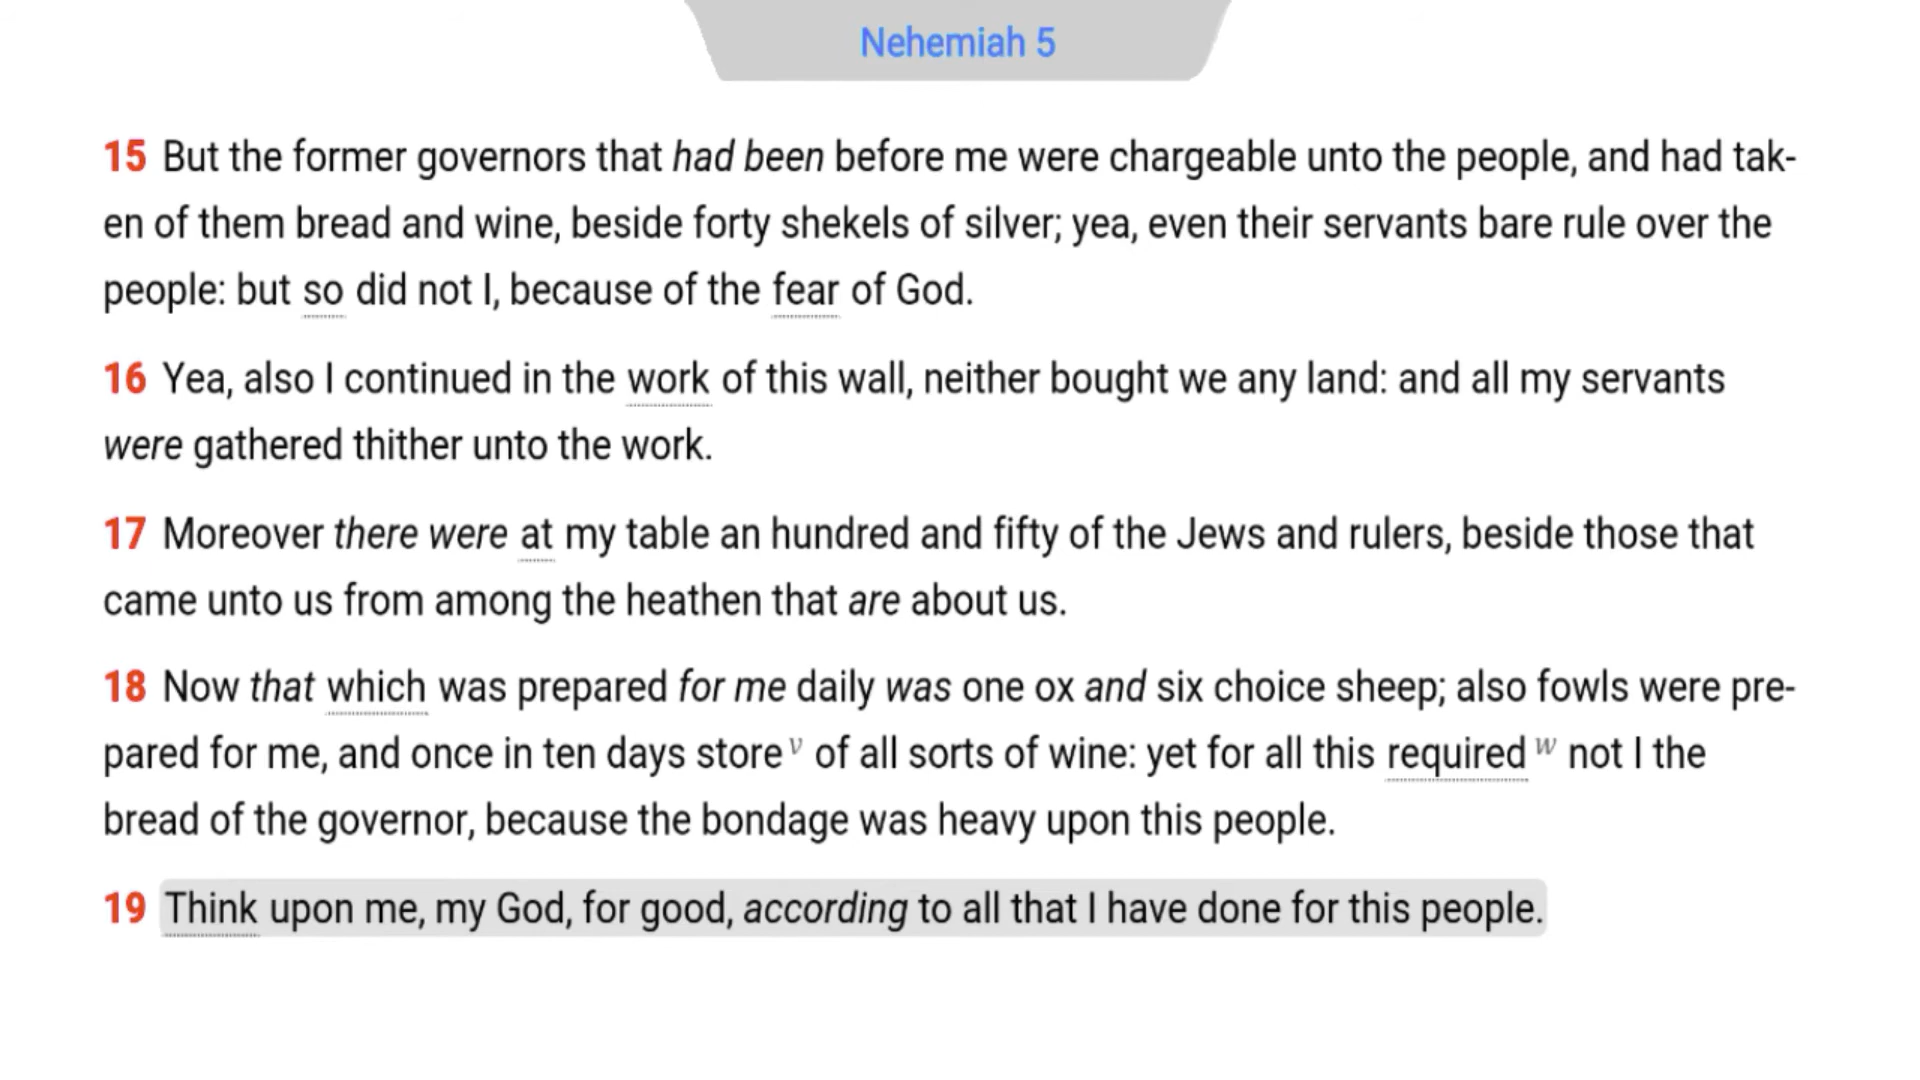 Nehemiah 5
15 But the former governors that had been before me were chargeable unto the people, and had tak-
en of them bread and wine, beside forty shekels of silver; yea, even their servants bare rule over the
people: but so did not I, because of the fear of God.
16 Yea, also I continued in the work of this wall, neither bought we any land: and all my servants
were gathered thither unto the work.
17 Moreover there were at my table an hundred and fifty of the Jews and rulers, beside those that
came unto us from among the heathen that are about us.
18 Now that which was prepared for me daily was one ox and six choice sheep; also fowls were pre-
pared for me, and once in ten days store v of all sorts of wine: yet for all this required w not I the
bread of the governor, because the bondage was heavy upon this people.
19 Think upon me, my God, for good, according to all that I have done for this people.